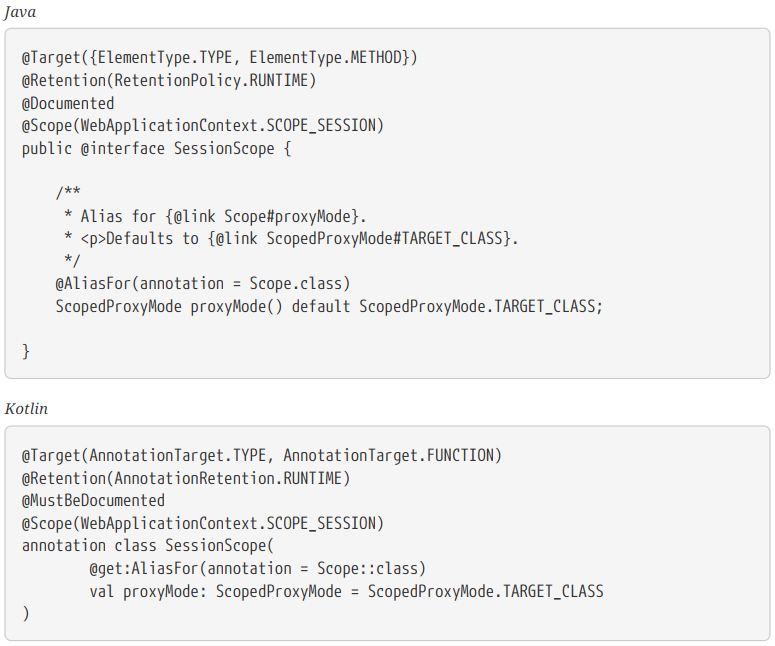 Java
@Target({ElementType.TYPE, ElementType.METHOD})
@Retention(RetentionPolicy.RUNTIME)
@Documented
@Scope(WebApplicationContext.SCOPE_SESSION)
public @interface SessionScope {
    /**
     * Alias for {@link Scope#proxyMode}.
     * <p>Defaults to {@link ScopedProxyMode#TARGET_CLASS}.
     */
    @AliasFor(annotation = Scope.class)
    ScopedProxyMode proxyMode() default ScopedProxyMode.TARGET_CLASS;
}
Kotlin
@Target(AnnotationTarget.TYPE, AnnotationTarget.FUNCTION)
@Retention(AnnotationRetention.RUNTIME)
@MustBeDocumented
@Scope(WebApplicationContext.SCOPE_SESSION)
annotation class SessionScope(
        @get:AliasFor(annotation = Scope::class)
        val proxyMode: ScopedProxyMode = ScopedProxyMode.TARGET_CLASS
)